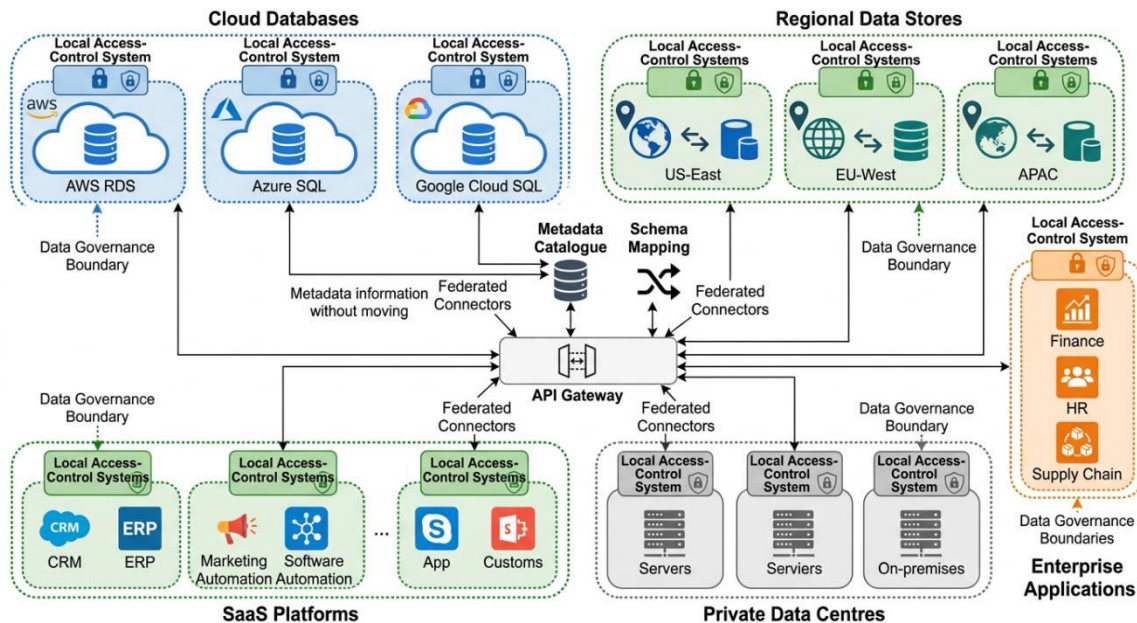 Cloud Databases
Regional Data Stores
Local Access-
Control System
Local Access-
Control System
Local Access-
Control System
Local Access-
Control Systems
Local Access-
Control Systems
Local Access-
Control Systems
aws
AWS RDS
Azure SQL
Google Cloud SQL
US-East
EU-West
APAC
Data Governance
Boundary
Metadata
Catalogue
Schema
Mapping
Data Governance
Boundary
Local Access-
Control System
Metadata information
without moving
Federated
Connectors
Federated
Connectors
Finance
HR
Supply Chain
API Gateway
Data Governance
Boundary
Federated
Connectors
Federated
Connectors
Data Governance
Boundary
Local Access-
Control Systems
Local Access-
Control Systems
Local Access-
Control Systems
Local Access-
Control
System
Local Access-
Control
System
Local Access-
Control
System
CRM
CRM
ERP
ERP
Marketing
Automation
Software
Automation
...
S
App
S
Customs
Servers
Serviers
On-premises
Data Governance
Boundaries
Enterprise
Applications
SaaS Platforms
Private Data Centres